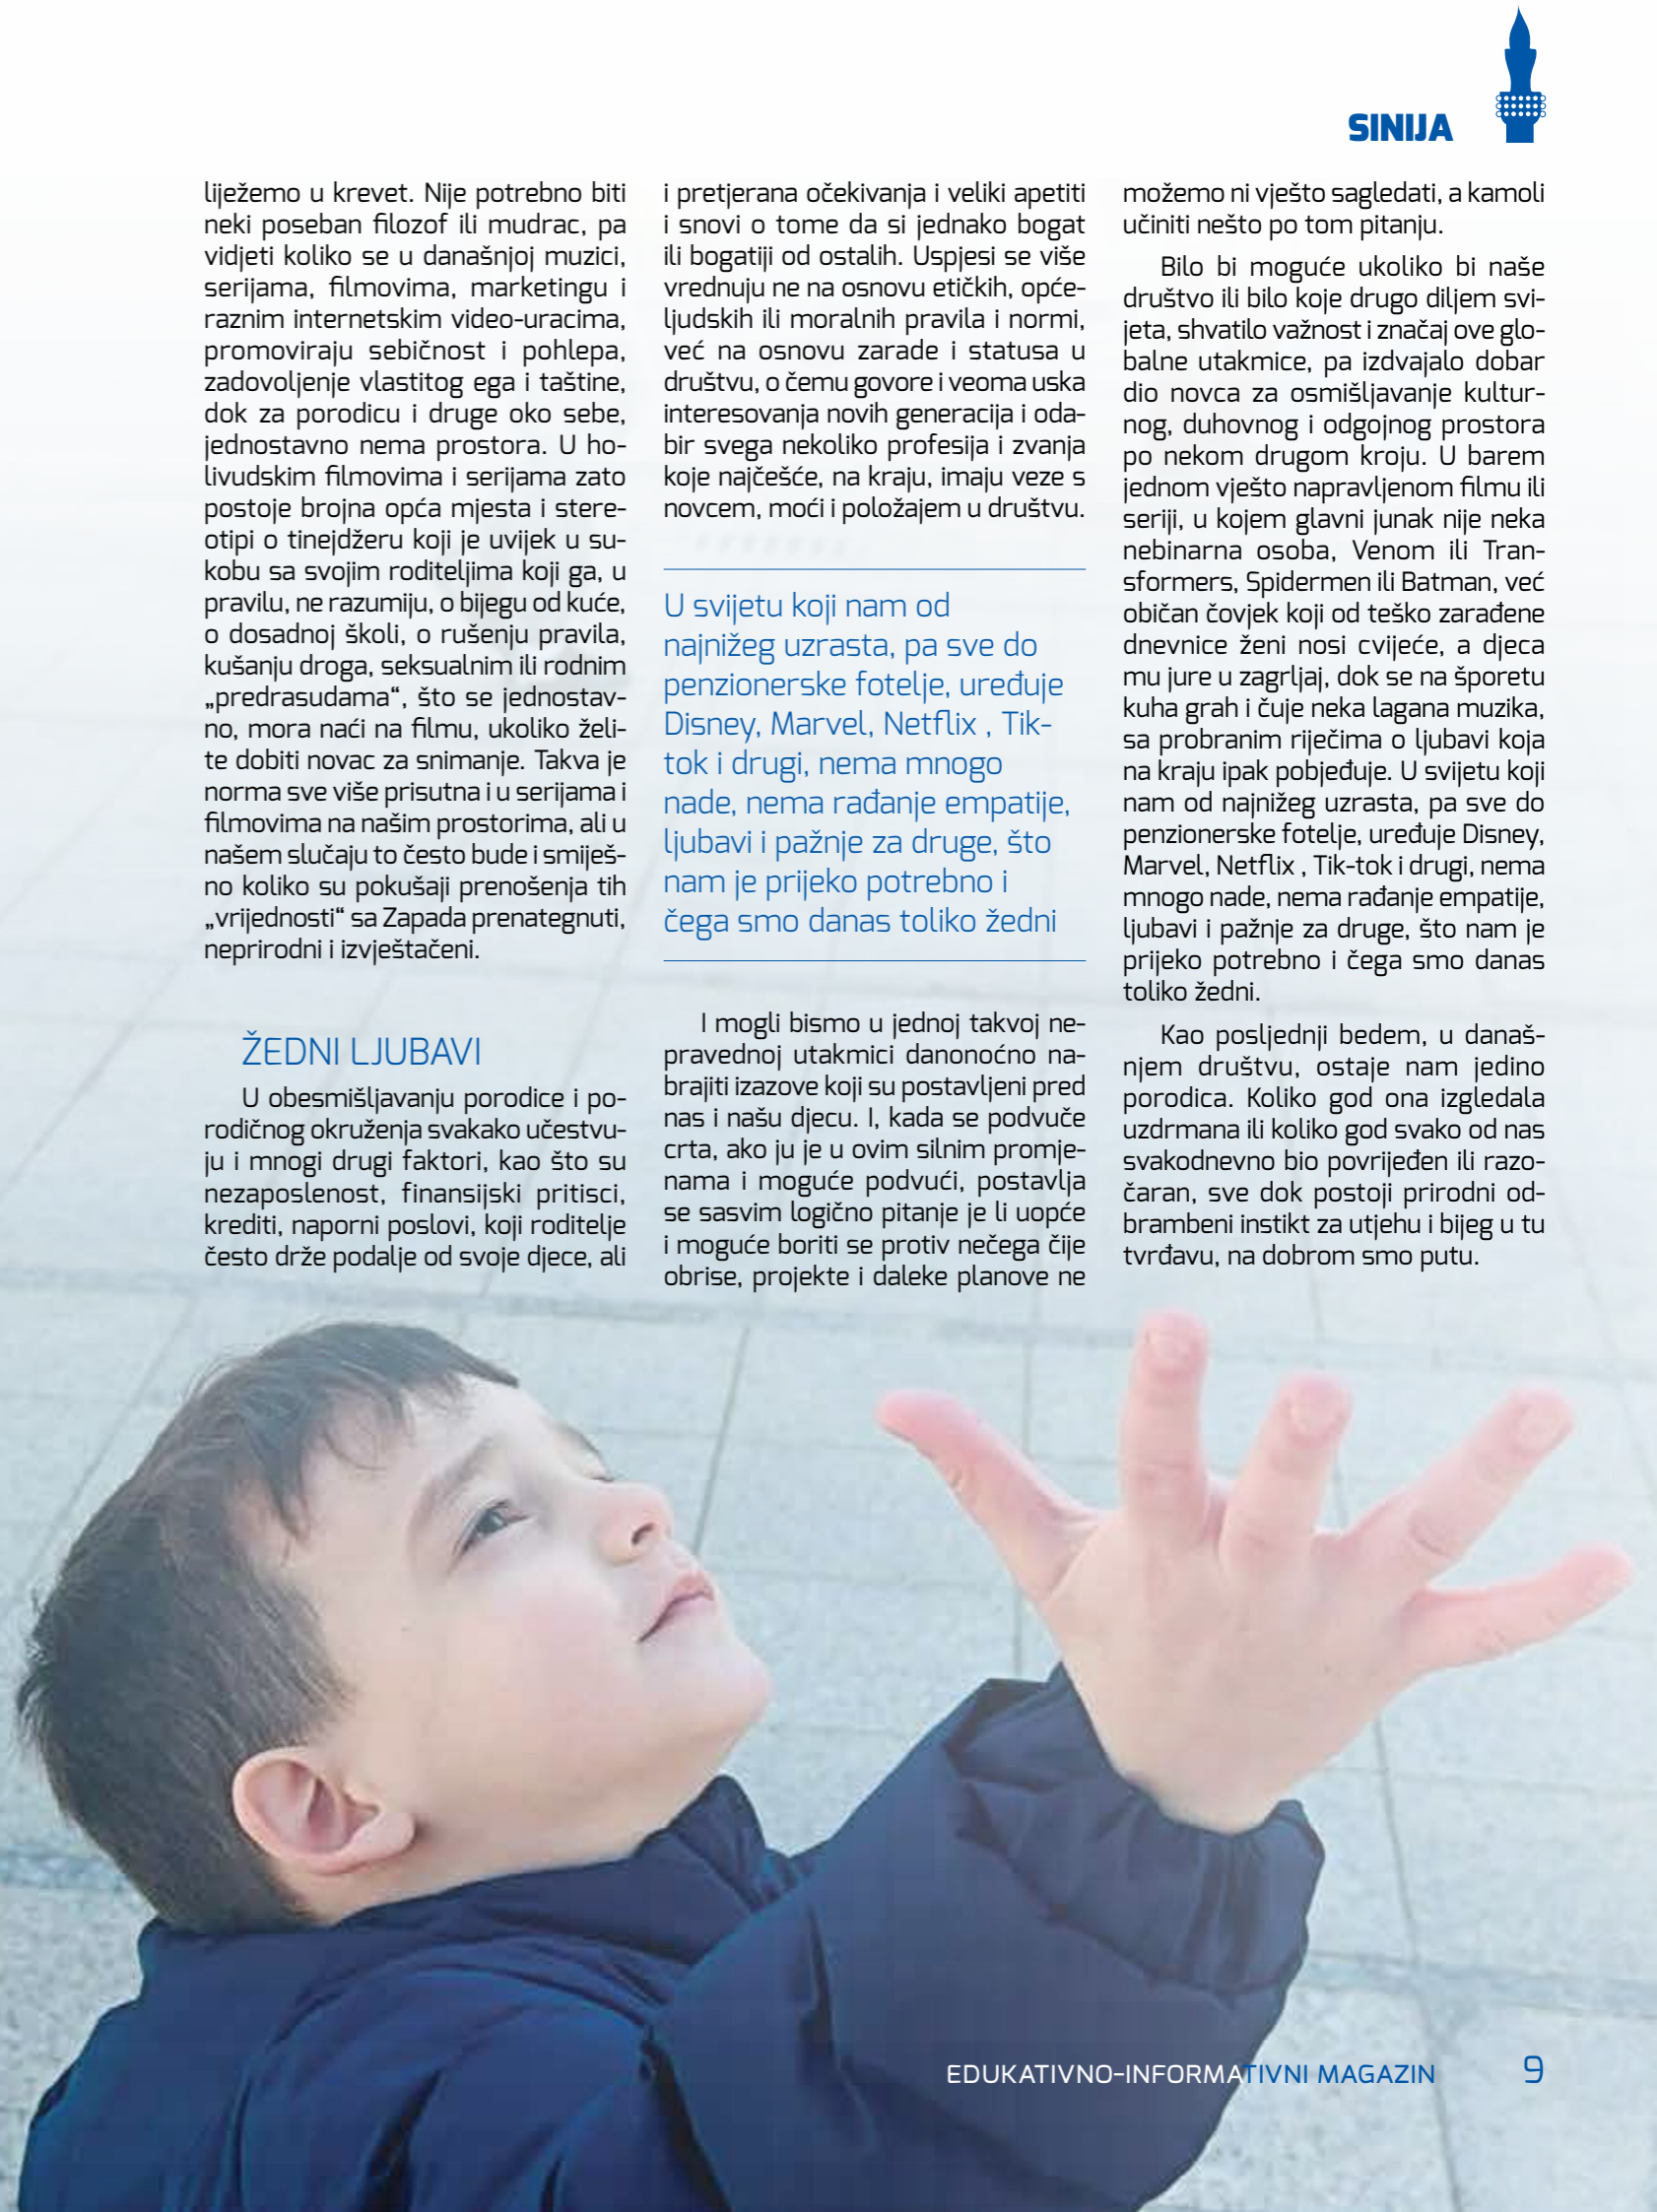 SINIJA
liježemo u krevet. Nije potrebno biti
neki poseban filozof ili mudrac, pa
vidjeti koliko se u današnjoj muzici,
serijama, filmovima, marketingu i
raznim internetskim video-uracima,
promoviraju sebičnost i pohlepa,
zadovoljenje vlastitog ega i taštine,
dok za porodicu i druge oko sebe,
jednostavno nema prostora. U ho-
livudskim filmovima i serijama zato
postoje brojna opća mjesta i stere-
otipi o tinejdžeru koji je uvijek u su-
kobu sa svojim roditeljima koji ga, u
pravilu, ne razumiju, o bijegu od kuće,
o dosadnoj školi, o rušenju pravila,
kušanju droga, seksualnim ili rodnim
„predrasudama“, što se jednostav-
no, mora naći na filmu, ukoliko želi-
te dobiti novac za snimanje. Takva je
norma sve više prisutna i u serijama i
filmovima na našim prostorima, ali u
našem slučaju to često bude i smiješ-
no koliko su pokušaji prenošenja tih
„vrijednosti“ sa Zapada prenategnuti,
neprirodni i izvještačeni.
ŽEDNI LJUBAVI
U obesmišljavanju porodice i po-
rodičnog okruženja svakako učestvu-
ju i mnogi drugi faktori, kao što su
nezaposlenost, finansijski pritisci,
krediti, naporni poslovi, koji roditelje
često drže podalje od svoje djece, ali
i pretjerana očekivanja i veliki apetiti
i snovi o tome da si jednako bogat
ili bogatiji od ostalih. Uspjesi se više
vrednuju ne na osnovu etičkih, opće-
ljudskih ili moralnih pravila i normi,
već na osnovu zarade i statusa u
društvu, o čemu govore i veoma uska
interesovanja novih generacija i oda-
bir svega nekoliko profesija i zvanja
koje najčešće, na kraju, imaju veze s
novcem, moći i položajem u društvu.
U svijetu koji nam od
najnižeg uzrasta, pa sve do
penzionerske fotelje, uređuje
Disney, Marvel, Netflix , Tik-
tok i drugi, nema mnogo
nade, nema rađanje empatije,
ljubavi i pažnje za druge, što
nam je prijeko potrebno i
čega smo danas toliko žedni
I mogli bismo u jednoj takvoj ne-
pravednoj utakmici danonoćno na-
brajiti izazove koji su postavljeni pred
nas i našu djecu. I, kada se podvuče
crta, ako ju je u ovim silnim promje-
nama i moguće podvući, postavlja
se sasvim logično pitanje je li uopće
i moguće boriti se protiv nečega čije
obrise, projekte i daleke planove ne
možemo ni vješto sagledati, a kamoli
učiniti nešto po tom pitanju.
Bilo bi moguće ukoliko bi naše
društvo ili bilo koje drugo diljem svi-
jeta, shvatilo važnost i značaj ove glo-
balne utakmice, pa izdvajalo dobar
dio novca za osmišljavanje kultur-
nog, duhovnog i odgojnog prostora
po nekom drugom kroju. U barem
jednom vješto napravljenom filmu ili
seriji, u kojem glavni junak nije neka
nebinarna osoba, Venom ili Tran-
sformers, Spidermen ili Batman, već
običan čovjek koji od teško zarađene
dnevnice ženi nosi cvijeće, a djeca
mu jure u zagrljaj, dok se na šporetu
kuha grah i čuje neka lagana muzika,
sa probranim riječima o ljubavi koja
na kraju ipak pobjeđuje. U svijetu koji
nam od najnižeg uzrasta, pa sve do
penzionerske fotelje, uređuje Disney,
Marvel, Netflix , Tik-tok i drugi, nema
mnogo nade, nema rađanje empatije,
ljubavi i pažnje za druge, što nam je
prijeko potrebno i čega smo danas
toliko žedni.
Kao posljednji bedem, u današ-
njem društvu, ostaje nam jedino
porodica. Koliko god ona izgledala
uzdrmana ili koliko god svako od nas
svakodnevno bio povrijeđen ili razo-
čaran, sve dok postoji prirodni od-
brambeni instikt za utjehu i bijeg u tu
tvrđavu, na dobrom smo putu.
EDUKATIVNO-INFORMATIVNI MAGAZIN 9